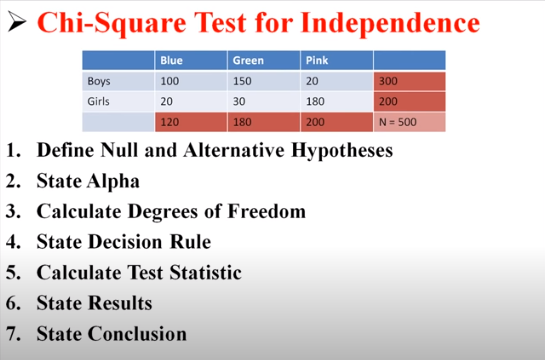 ➢ Chi-Square Test for Independence
Blue Green Pink
Boys 100 150 20 300
Girls 20 30 180 200
120 180 200 N = 500
1. Define Null and Alternative Hypotheses
2. State Alpha
3. Calculate Degrees of Freedom
4. State Decision Rule
5. Calculate Test Statistic
6. State Results
7. State Conclusion